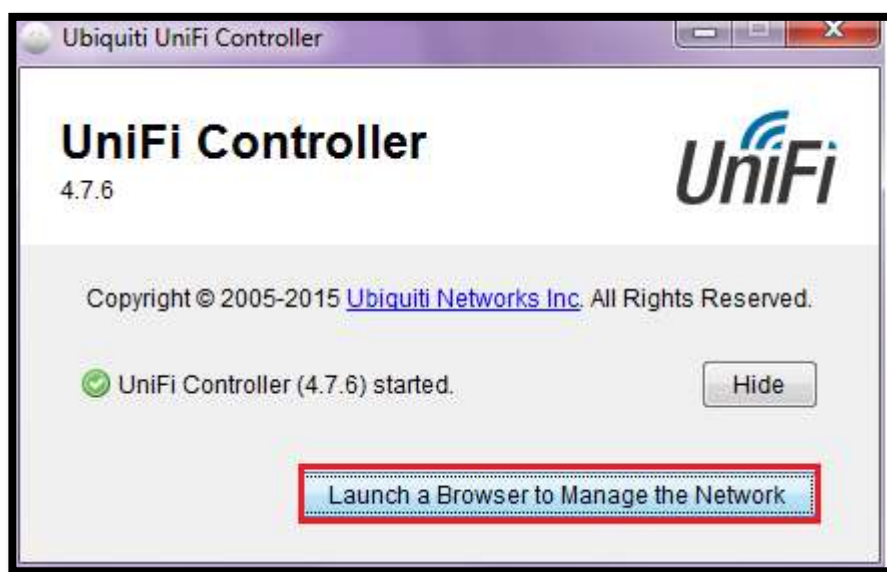 Ubiquiti UniFi Controller
UniFi Controller
4.7.6
UniFi
Copyright © 2005-2015 Ubiquiti Networks Inc. All Rights Reserved.
UniFi Controller (4.7.6) started.
Hide
Launch a Browser to Manage the Network